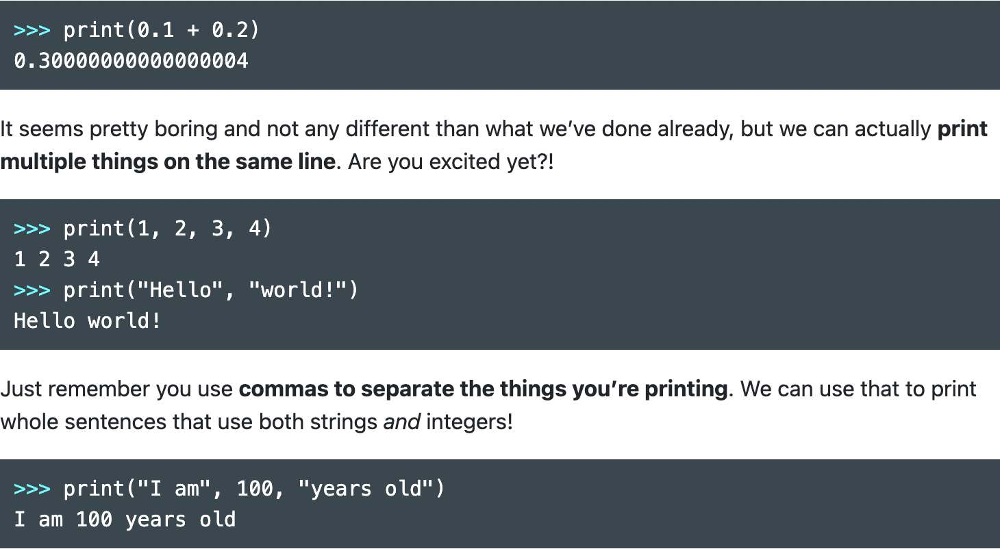 >>> print(0.1 + 0.2)
0.30000000000000004
It seems pretty boring and not any different than what we’ve done already, but we can actually print
multiple things on the same line. Are you excited yet?!
>>> print(1, 2, 3, 4)
1 2 3 4
>>> print("Hello", "world!")
Hello world!
Just remember you use commas to separate the things you’re printing. We can use that to print
whole sentences that use both strings and integers!
>>> print("I am", 100, "years old")
I am 100 years old